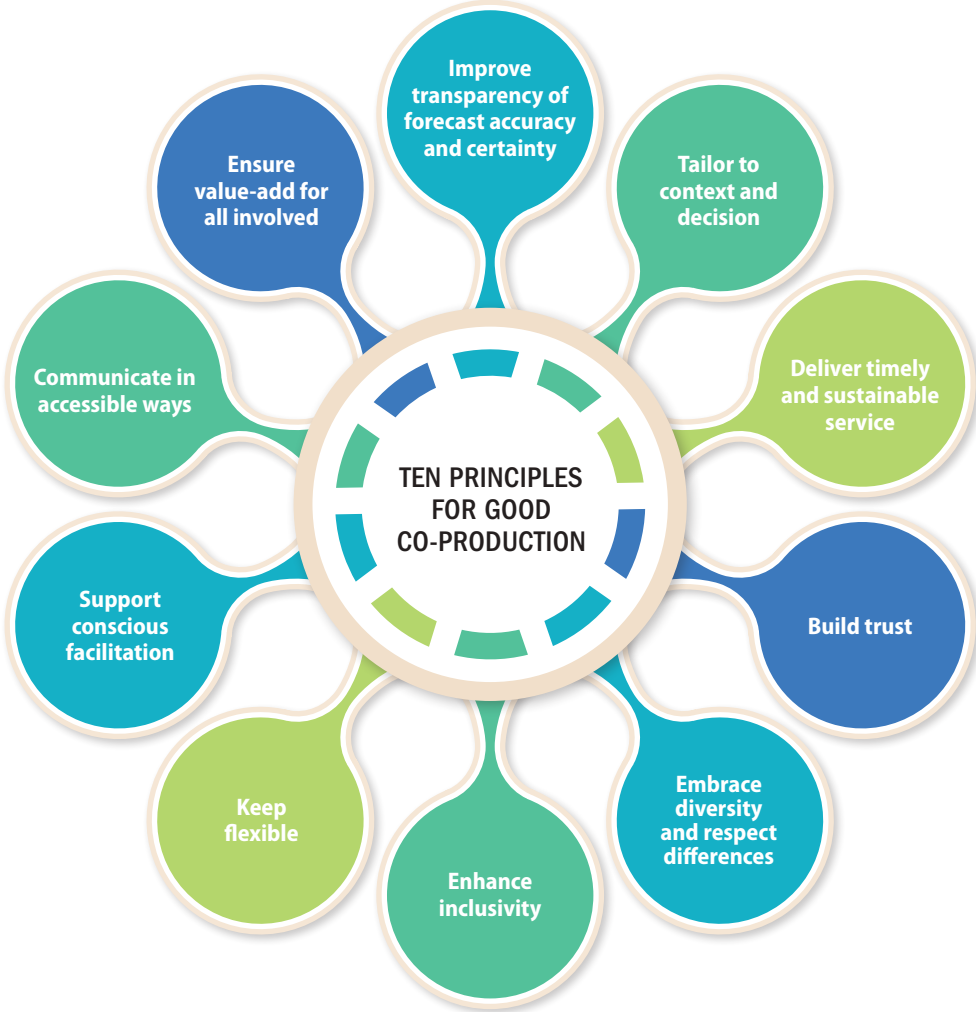 Improve
transparency of
forecast accuracy
and certainty
Tailor to
context and
decision
Deliver timely
and sustainable
service
Build trust
Embrace
diversity
and respect
differences
Enhance
inclusivity
Keep
flexible
Support
conscious
facilitation
Communicate in
accessible ways
Ensure
value-add for
all involved
TEN PRINCIPLES
FOR GOOD
CO-PRODUCTION